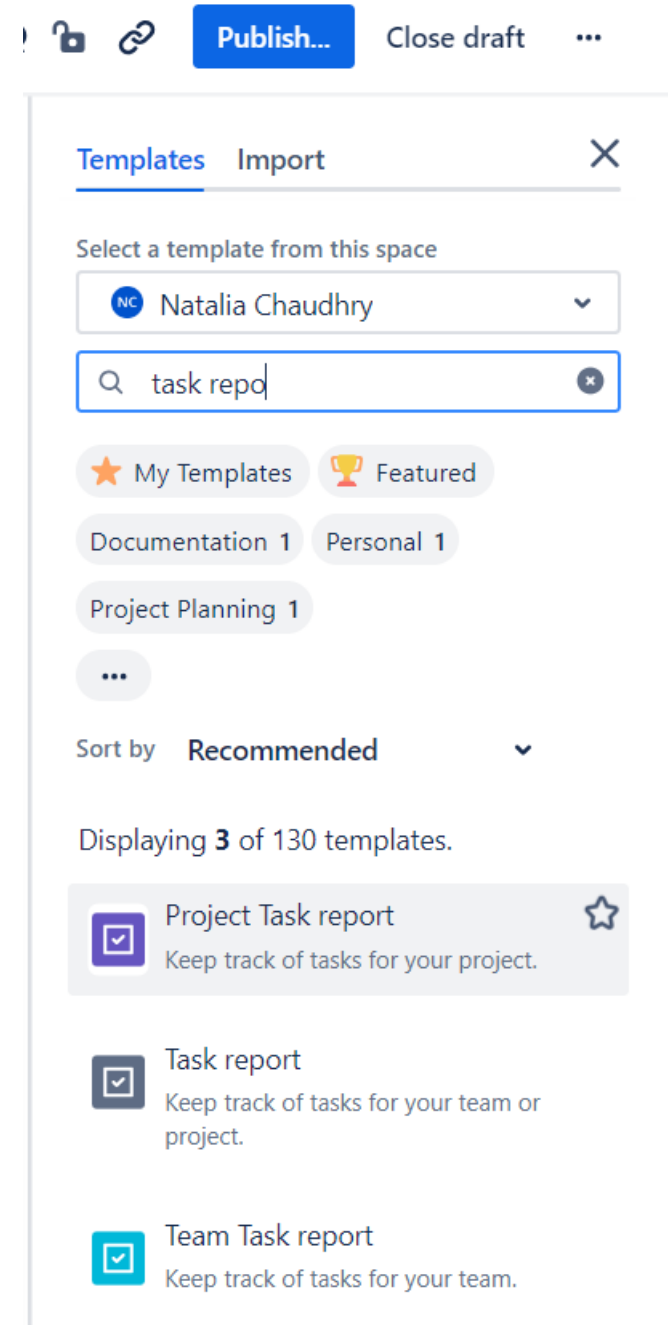 Publish... Close draft
Templates Import
Select a template from this space
NC Natalia Chaudhry
task repo
My Templates Featured
Documentation 1 Personal 1
Project Planning 1
Sort by Recommended
Displaying 3 of 130 templates.
Project Task report
Keep track of tasks for your project.
Task report
Keep track of tasks for your team or
project.
Team Task report
Keep track of tasks for your team.